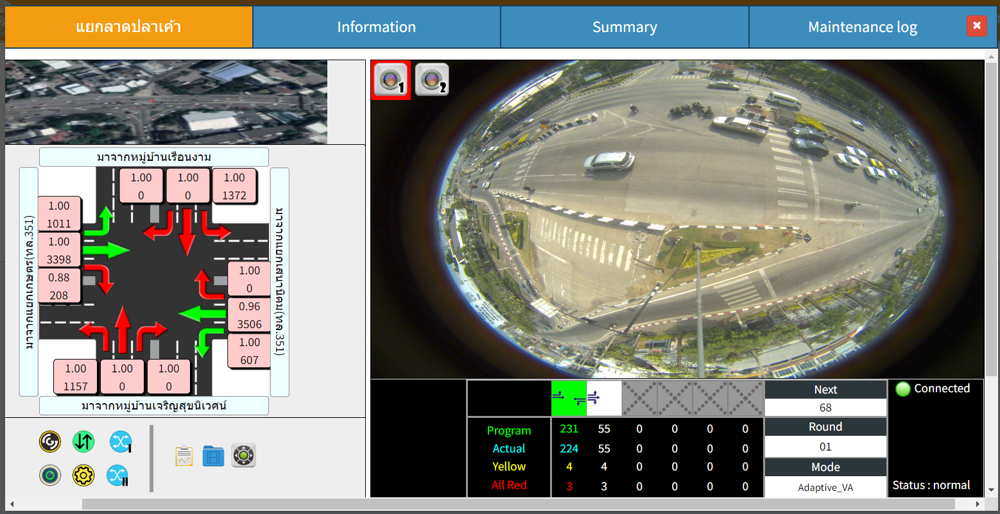 แยกลาดปลาเค้า
Information
Summary
Maintenance log
1
2
มาจากหมู่บ้านเรือนงาม
มาจากแยกเกษตร(ทล.351)
มาจากแยกเสนานิคม(ทล.351)
1.00
0
1.00
0
1.00
1372
1.00
1011
1.00
3398
0.88
208
1.00
0
0.96
3506
1.00
607
1.00
1157
1.00
0
1.00
0
มาจากหมู่บ้านเจริญสุขนิเวศน์
I
II
Program 231 55 0 0 0 0
Actual 224 55 0 0 0 0
Yellow 4 4 0 0 0 0
All Red 3 3 0 0 0 0
Next
68
Round
01
Mode
Adaptive_VA
Connected
Status : normal